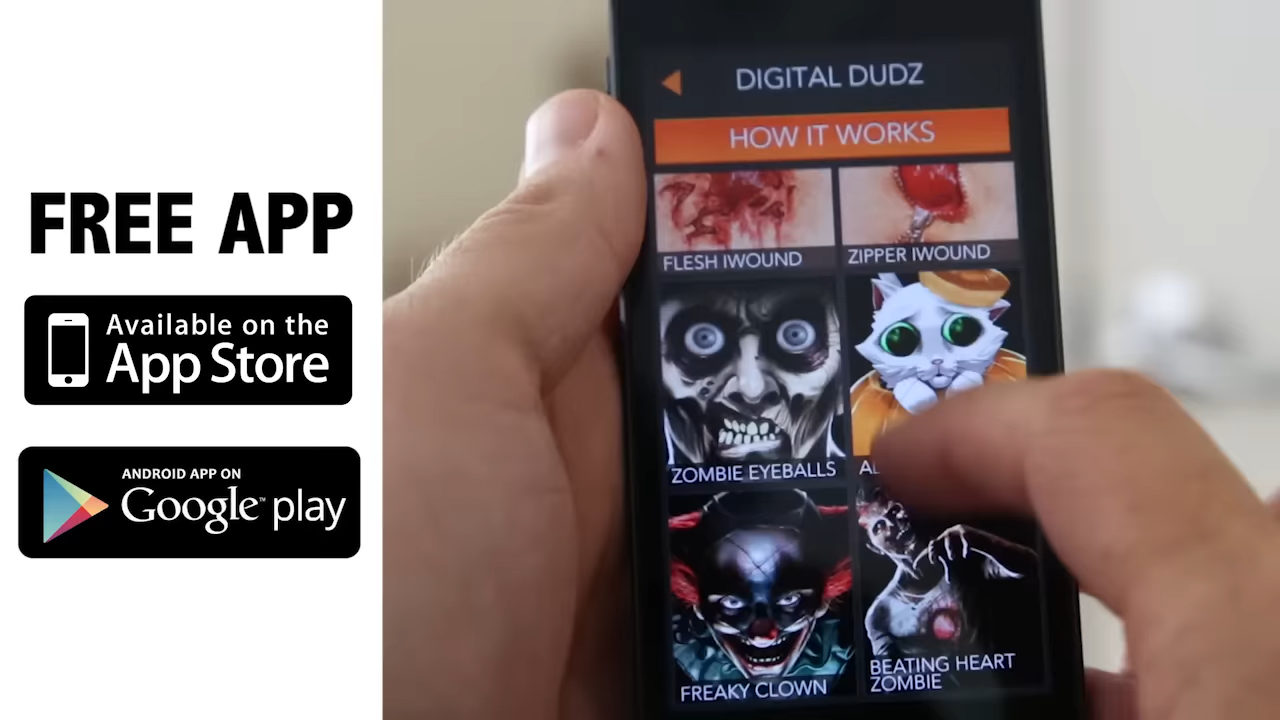 FREE APP
Available on the
App Store
ANDROID APP ON
Google™ play
DIGITAL DUDZ
HOW IT WORKS
FLESH IWOUND
ZIPPER IWOUND
ZOMBIE EYEBALLS
FREAKY CLOWN
BEATING HEART
ZOMBIE